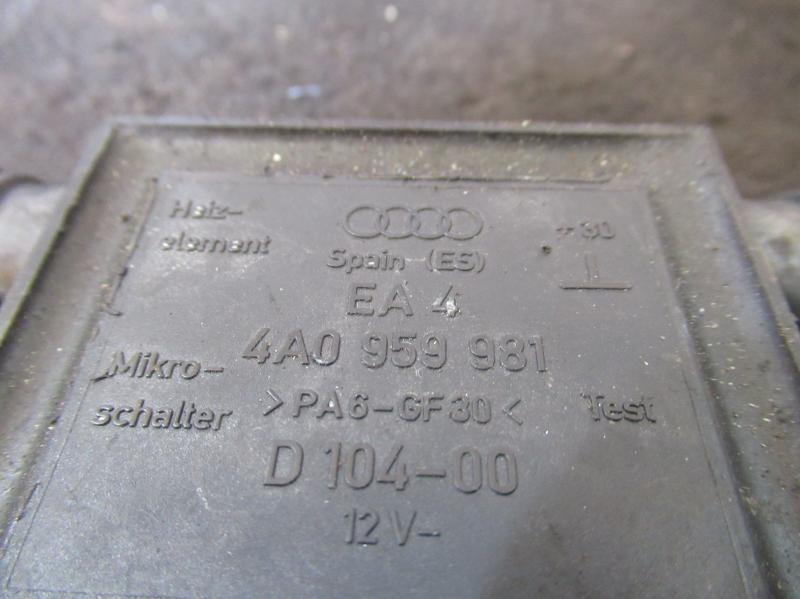 Heiz-
element
Spain (ES)
+ 30
EA 4
4A0 959 981
Mikro-
schalter
>PA6-GF30<
Test
D 104-00
12 V-